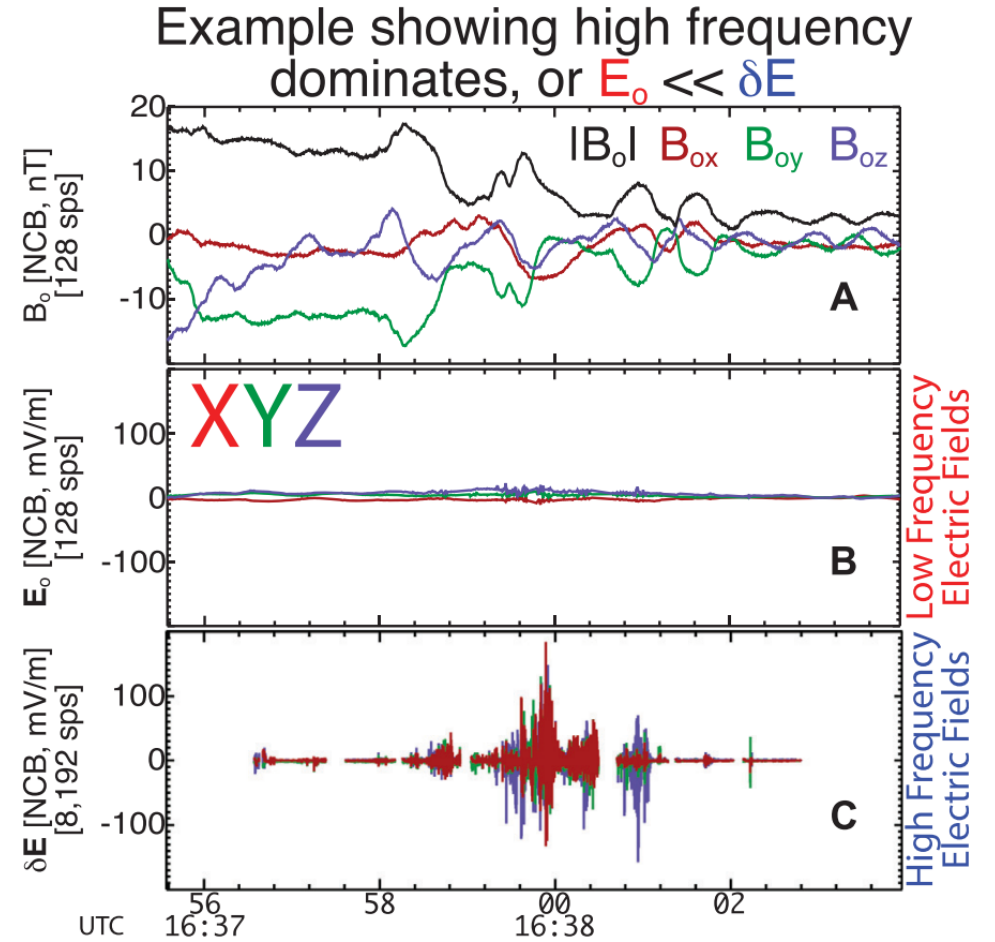 Example showing high frequency
dominates, or Eₒ << δE
20
10
0
-10
Bₒ [NCB, nT]
[128 sps]
|Bₒ| Bₒₓ Bₒy Bₒz
A
100
0
-100
Eₒ [NCB, mV/m]
[128 sps]
XYZ
B
Low Frequency
Electric Fields
100
0
-100
δE [NCB, mV/m]
[8,192 sps]
C
High Frequency
Electric Fields
56 58 00 02
UTC 16:37 16:38